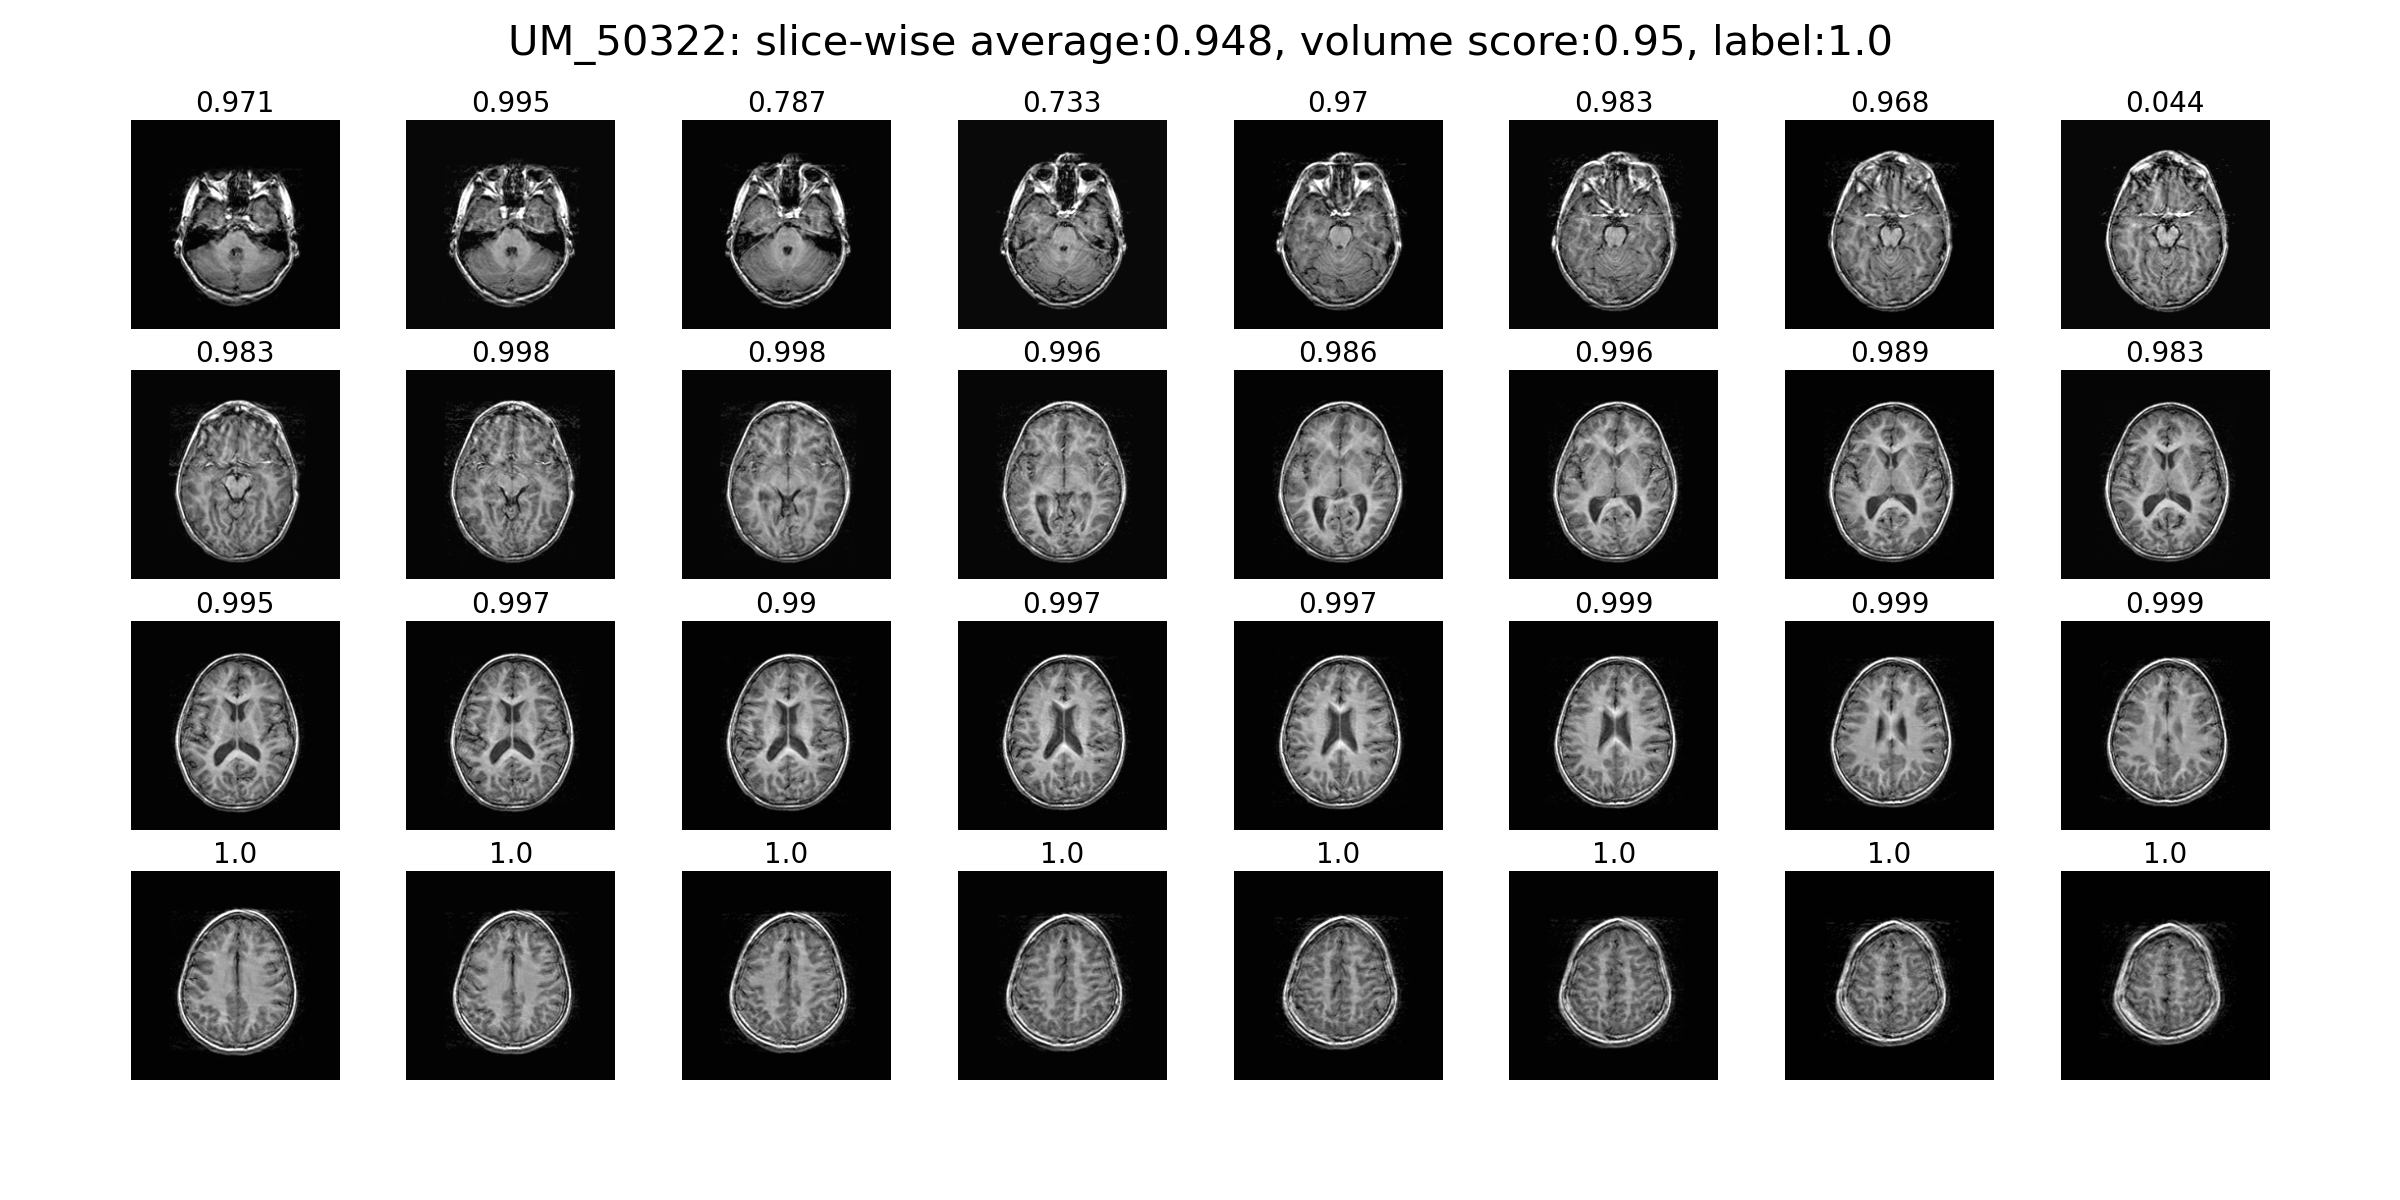 UM_50322: slice-wise average:0.948, volume score:0.95, label:1.0
0.971 0.995 0.787 0.733 0.97 0.983 0.968 0.044
0.983 0.998 0.998 0.996 0.986 0.996 0.989 0.983
0.995 0.997 0.99 0.997 0.997 0.999 0.999 0.999
1.0 1.0 1.0 1.0 1.0 1.0 1.0 1.0